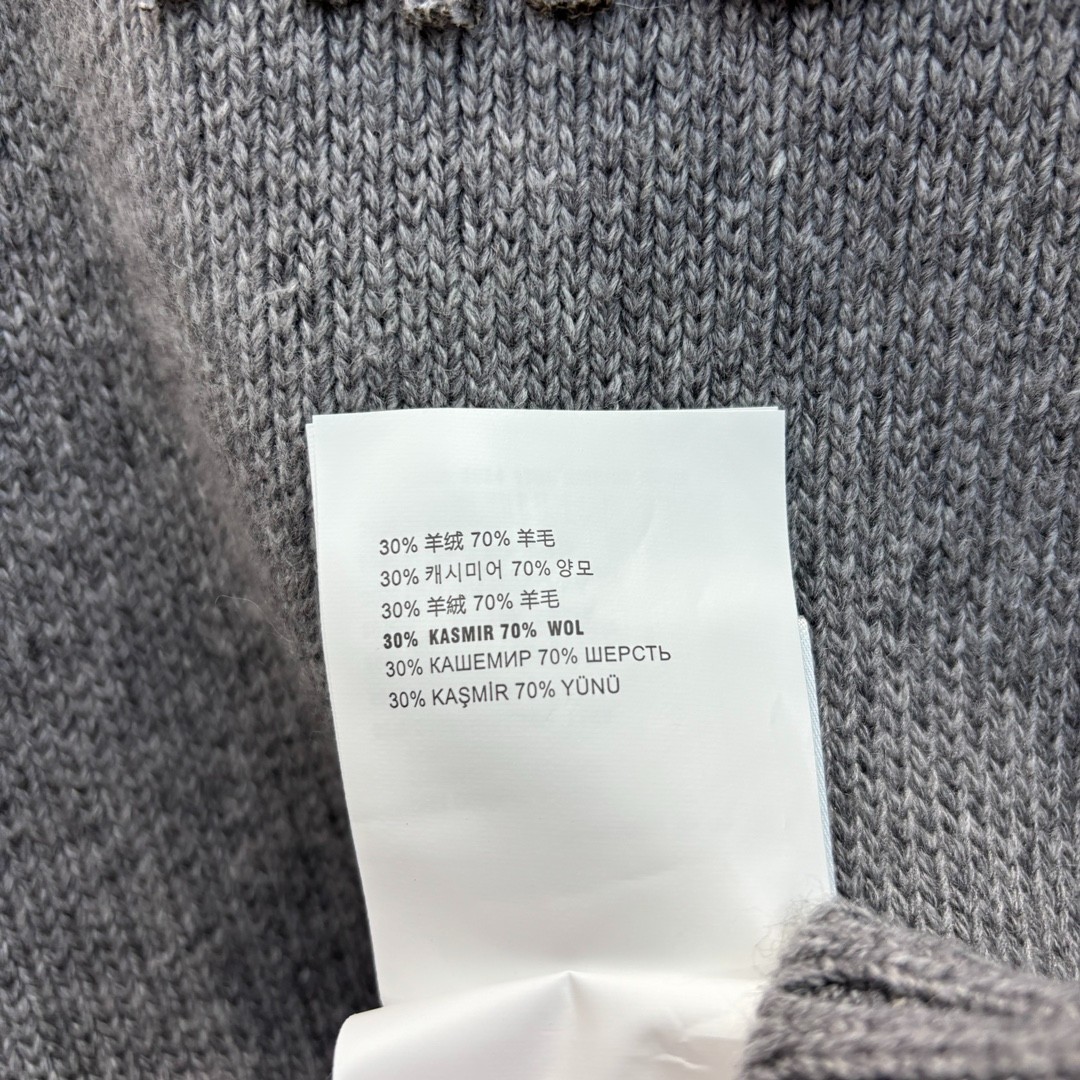 30% 羊绒 70% 羊毛
30% 캐시미어 70% 양모
30% 羊絨 70% 羊毛
30% KASMIR 70% WOL
30% КАШЕМИР 70% ШЕРСТЬ
30% KAŞMİR 70% YÜNÜ